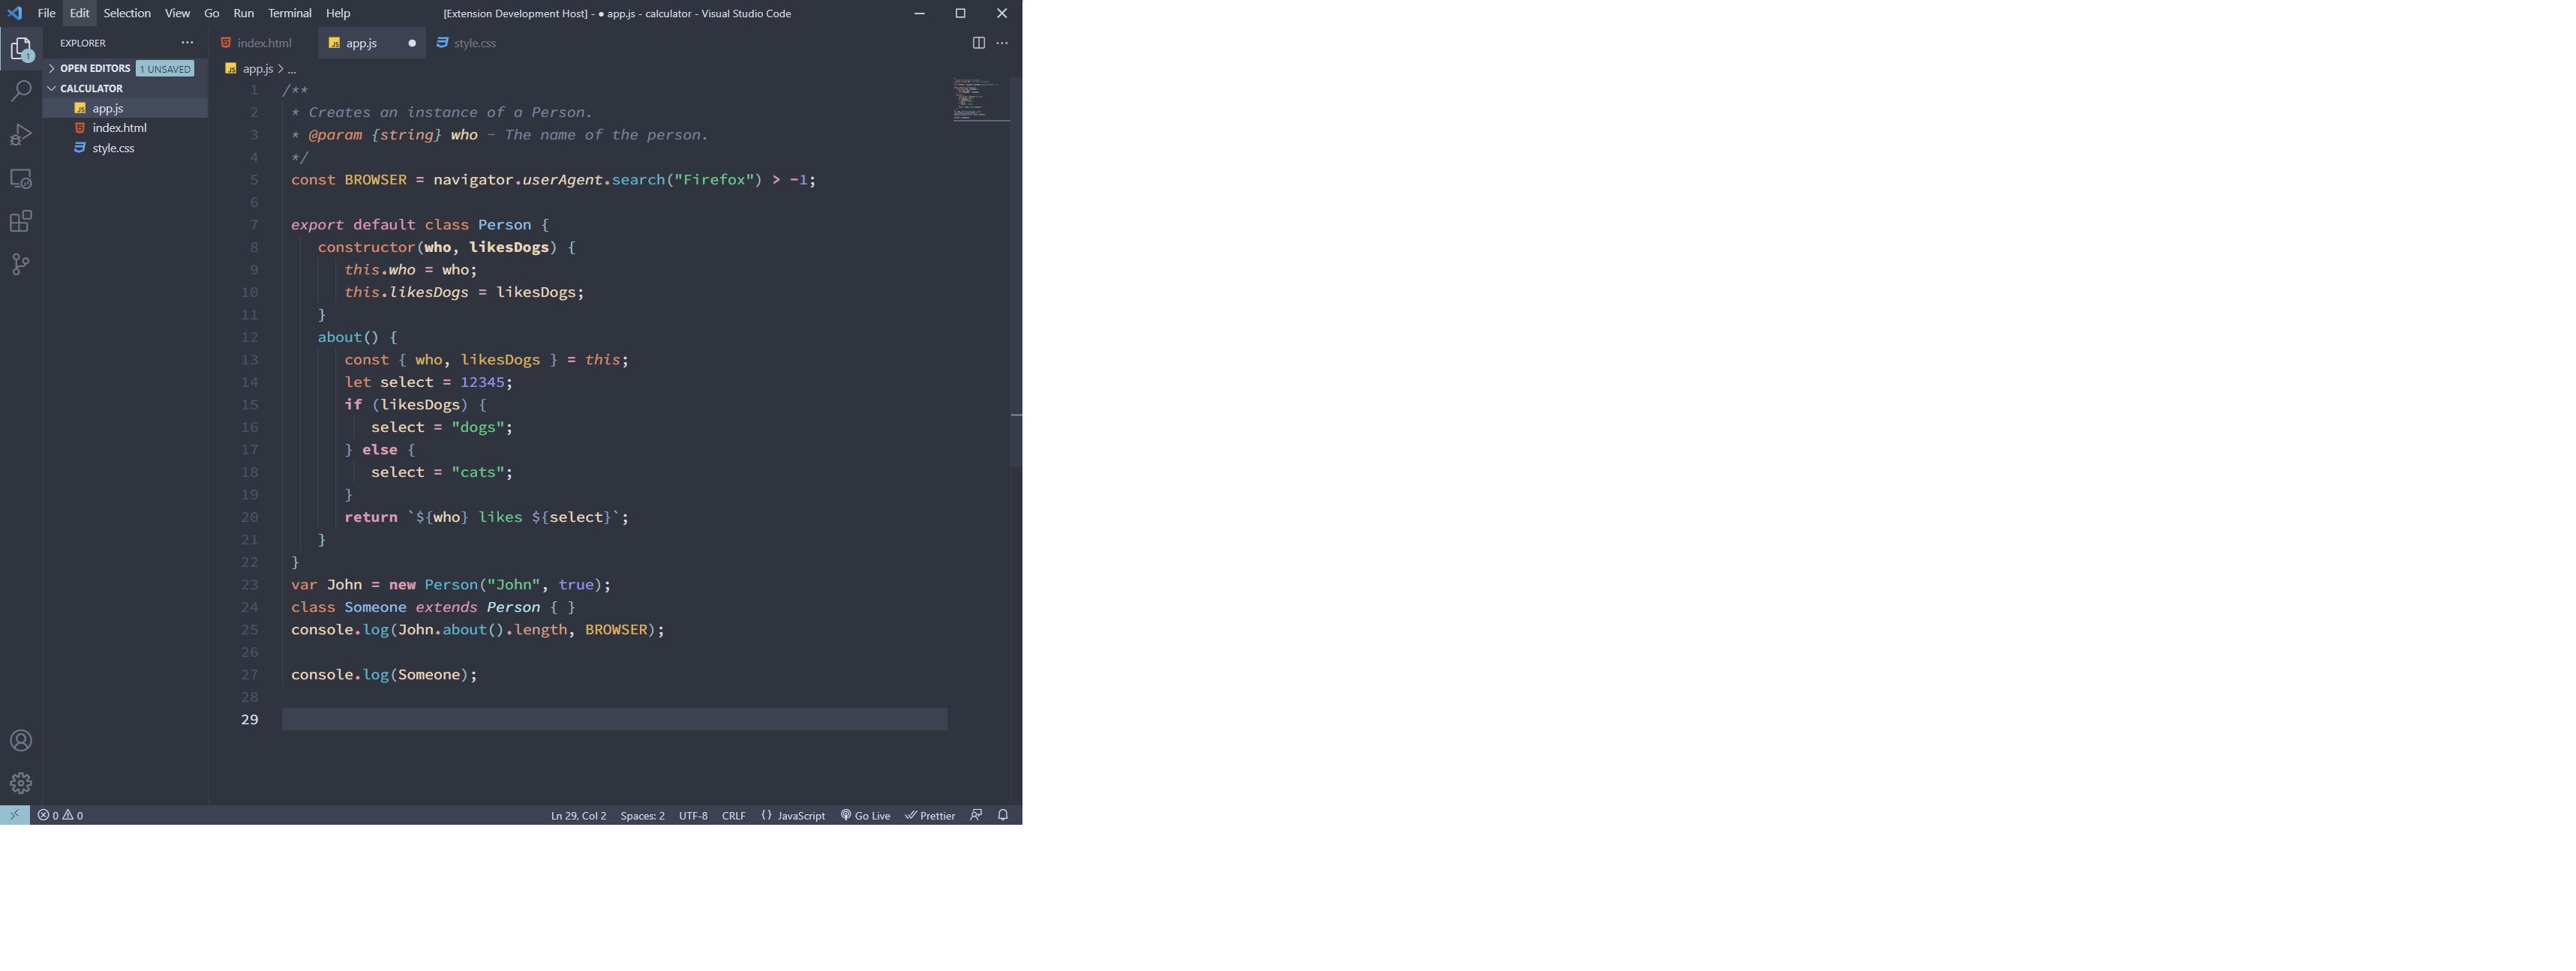 File Edit Selection View Go Run Terminal Help [Extension Development Host] - ● app.js - calculator - Visual Studio Code
EXPLORER ···
index.html app.js ● style.css
1
OPEN EDITORS 1 UNSAVED
CALCULATOR
app.js
index.html
style.css
app.js > ...
1 /**
2 * Creates an instance of a Person.
3 * @param {string} who - The name of the person.
4 */
5 const BROWSER = navigator.userAgent.search("Firefox") > -1;
6
7 export default class Person {
8 constructor(who, likesDogs) {
9 this.who = who;
10 this.likesDogs = likesDogs;
11 }
12 about() {
13 const { who, likesDogs } = this;
14 let select = 12345;
15 if (likesDogs) {
16 select = "dogs";
17 } else {
18 select = "cats";
19 }
20 return `${who} likes ${select}`;
21 }
22 }
23 var John = new Person("John", true);
24 class Someone extends Person { }
25 console.log(John.about().length, BROWSER);
26
27 console.log(Someone);
28
29
0 0 Ln 29, Col 2 Spaces: 2 UTF-8 CRLF {} JavaScript Go Live Prettier